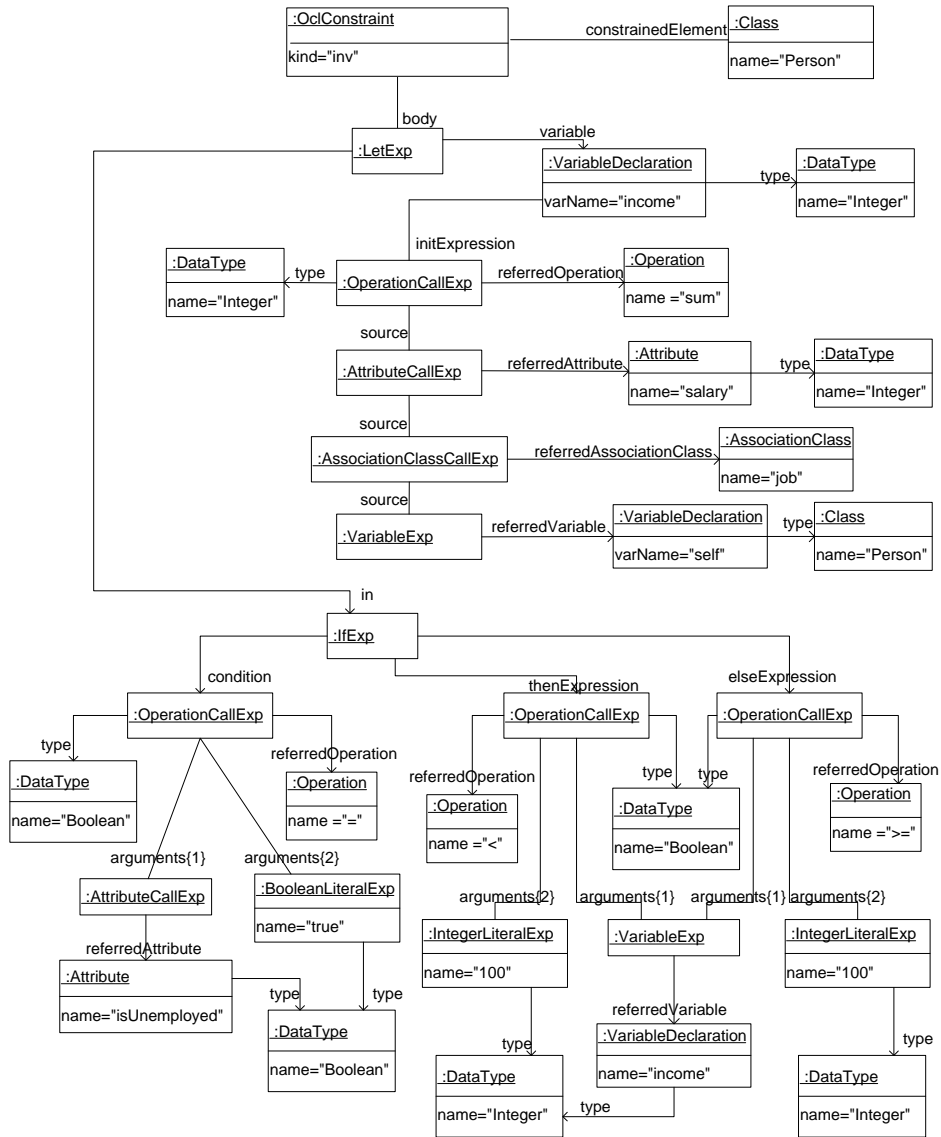 :OclConstraint
kind="inv"
constrainedElement
:Class
name="Person"
body
:LetExp
variable
:VariableDeclaration
varName="income"
type
:DataType
name="Integer"
initExpression
:DataType
name="Integer"
type
:OperationCallExp
referredOperation
:Operation
name ="sum"
source
:AttributeCallExp
referredAttribute
:Attribute
name="salary"
type
:DataType
name="Integer"
source
:AssociationClassCallExp
referredAssociationClass
:AssociationClass
name="job"
source
:VariableExp
referredVariable
:VariableDeclaration
varName="self"
type
:Class
name="Person"
in
:IfExp
condition
thenExpression
elseExpression
:OperationCallExp
:OperationCallExp
:OperationCallExp
type
referredOperation
:DataType
name="Boolean"
:Operation
name ="="
referredOperation
:Operation
name ="<"
type
type
:DataType
name="Boolean"
referredOperation
:Operation
name =">="
arguments{1}
arguments{2}
:AttributeCallExp
:BooleanLiteralExp
name="true"
arguments{2}
arguments{1}
arguments{1}
arguments{2}
:IntegerLiteralExp
name="100"
:VariableExp
:IntegerLiteralExp
name="100"
referredAttribute
:Attribute
name="isUnemployed"
type
type
:DataType
name="Boolean"
referredVariable
:VariableDeclaration
name="income"
type
:DataType
name="Integer"
type
type
:DataType
name="Integer"